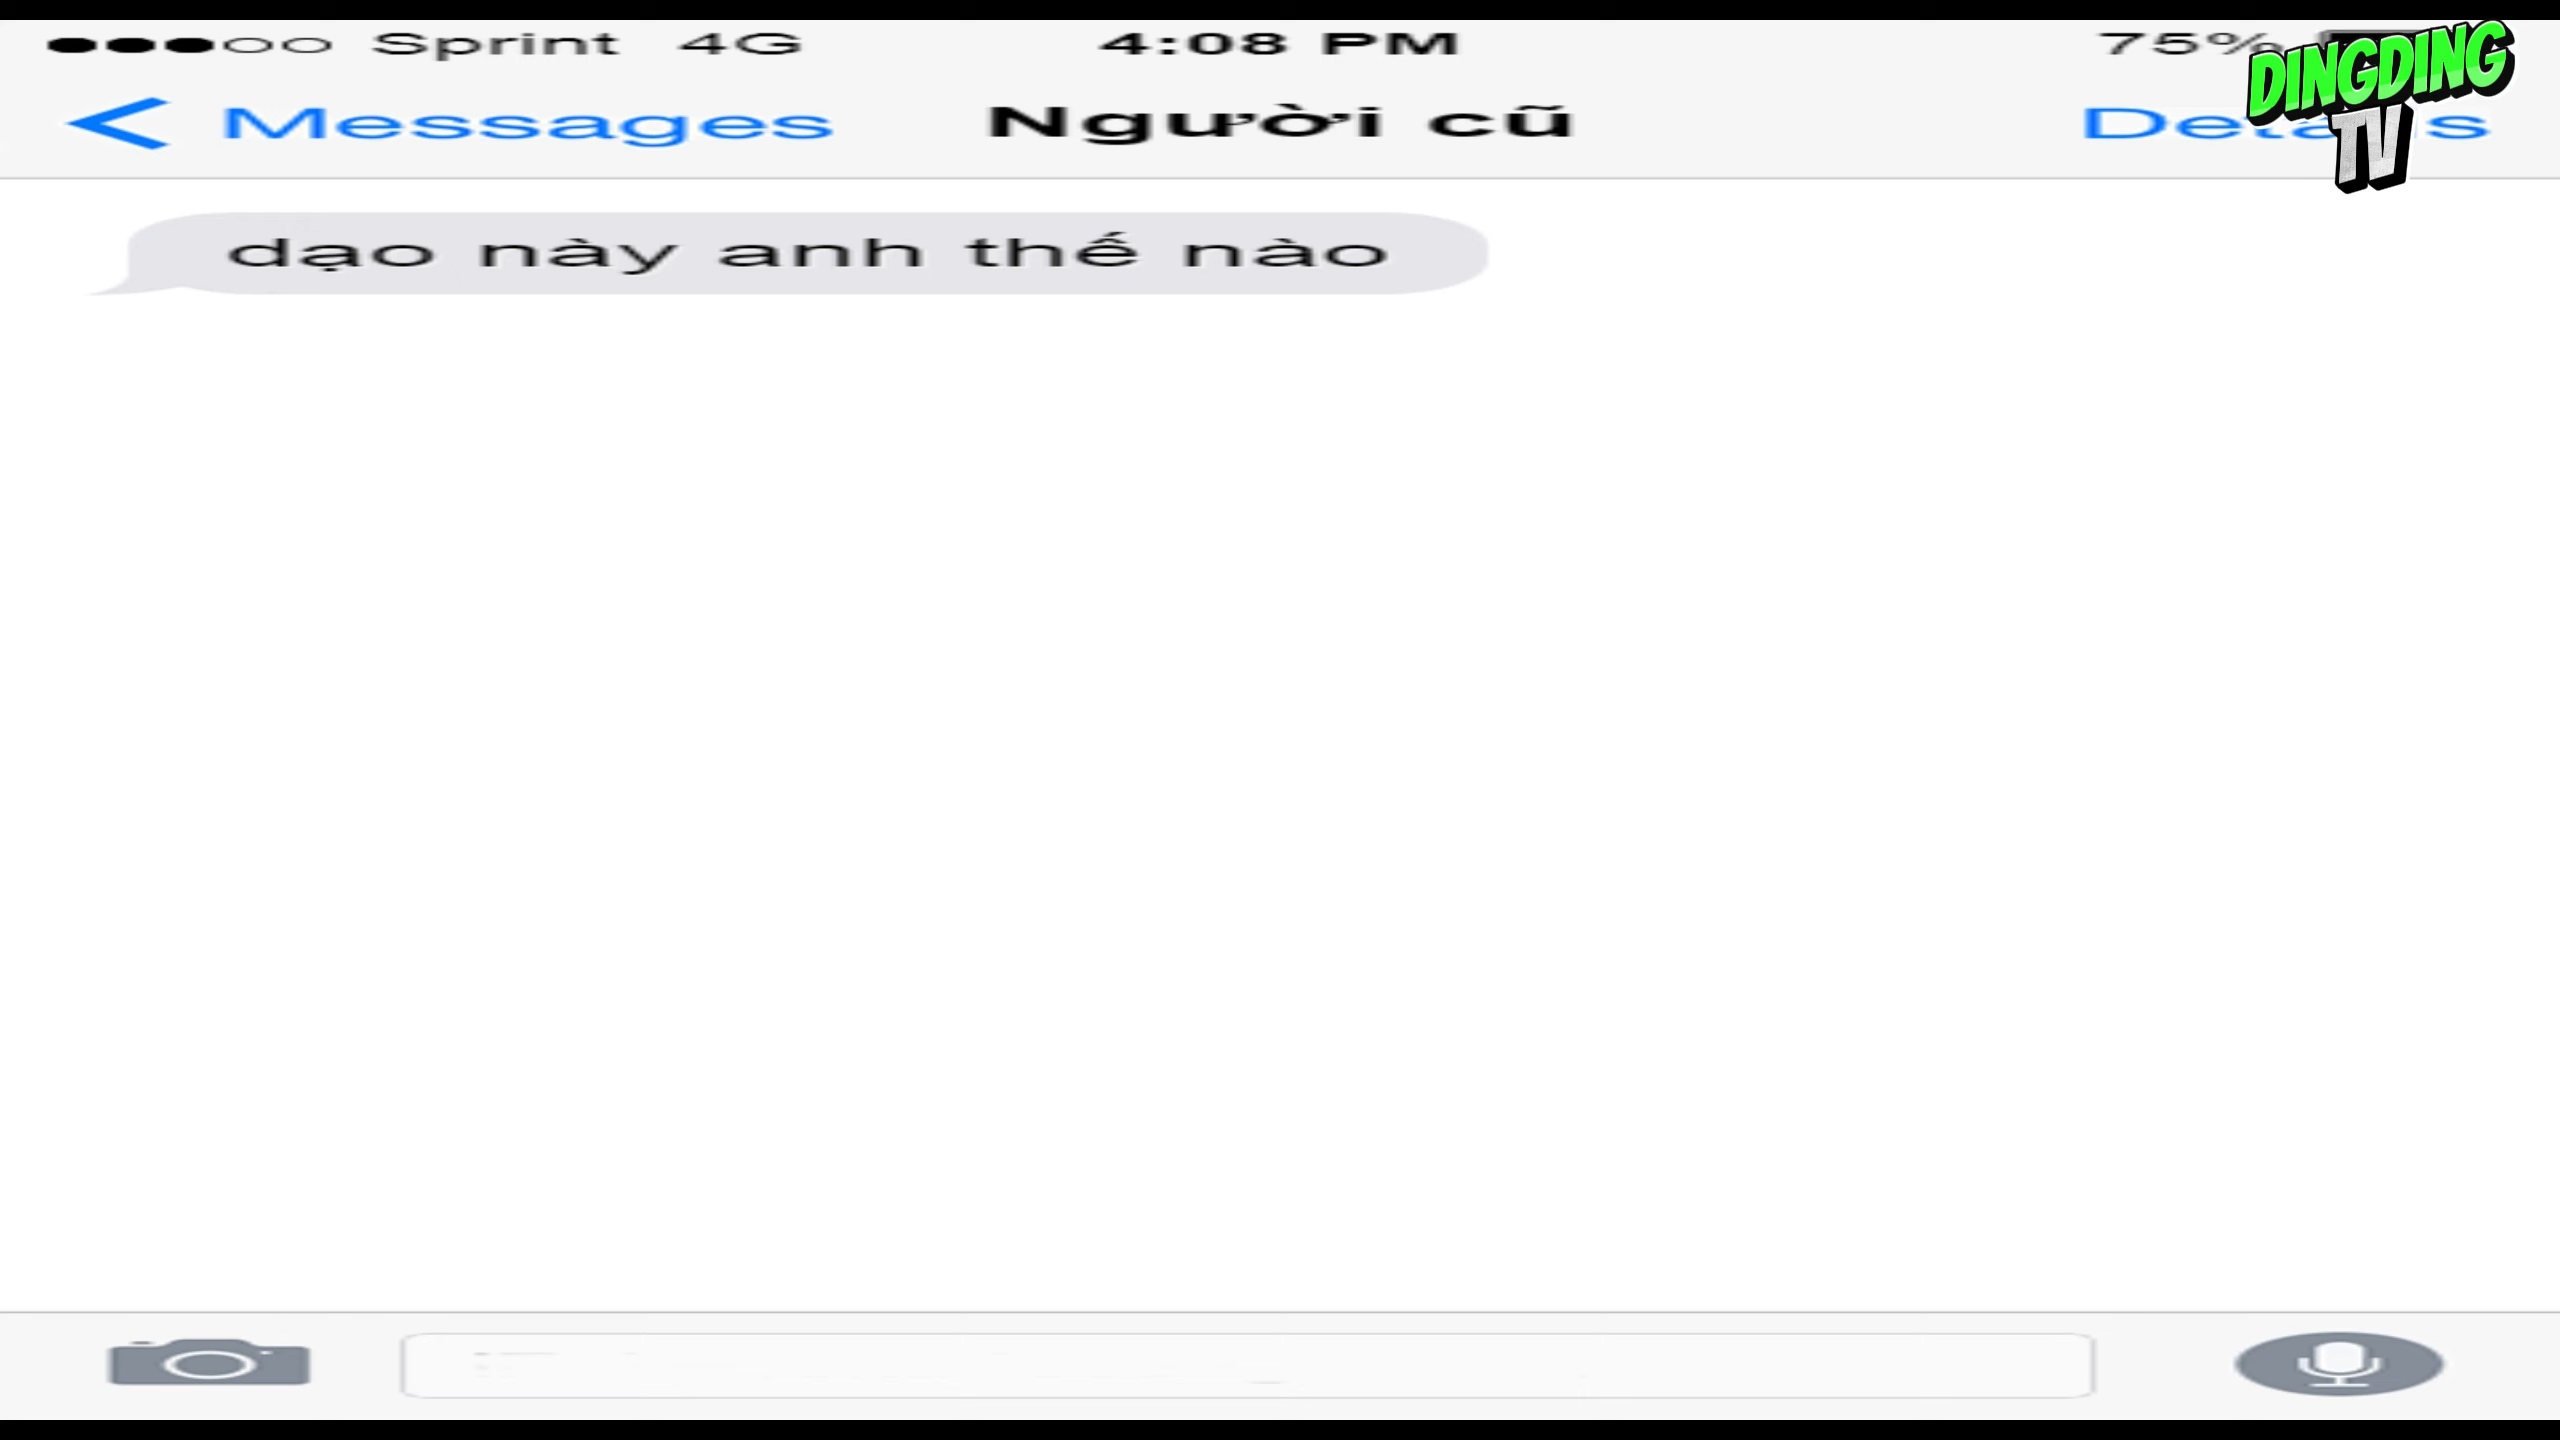 Sprint 4G 4:08 PM 75%
Messages Người cũ
DINGDING
TV
dạo này anh thế nào